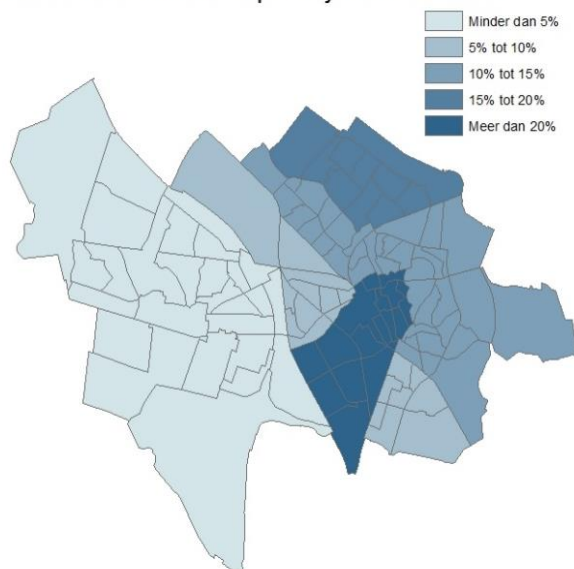 Minder dan 5%
5% tot 10%
10% tot 15%
15% tot 20%
Meer dan 20%